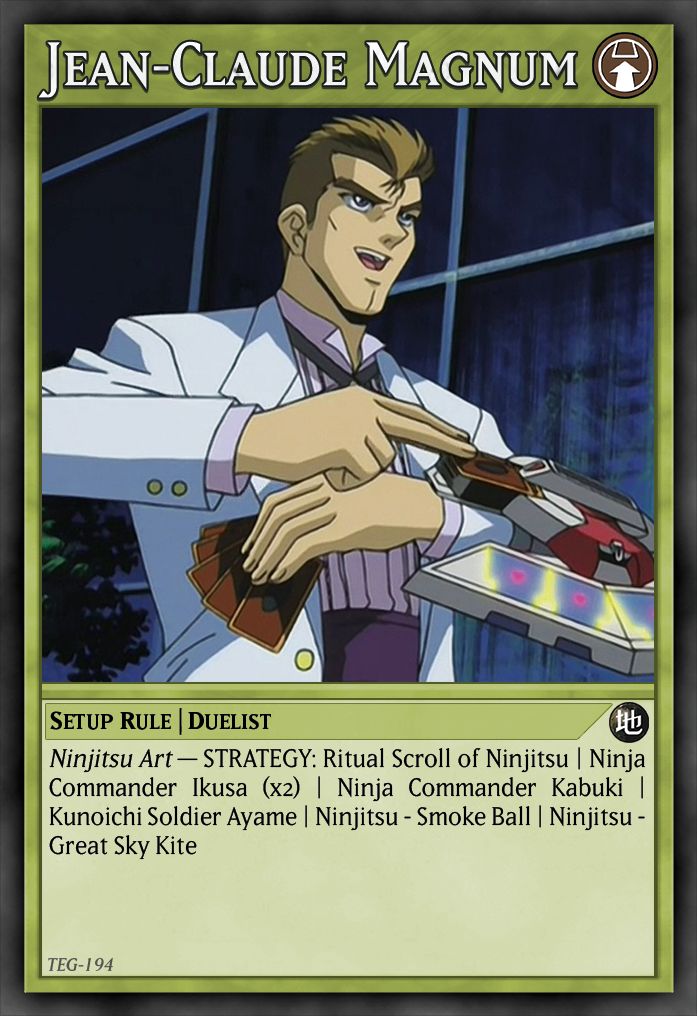 Jean-Claude Magnum
Setup Rule | Duelist
Ninjitsu Art — STRATEGY: Ritual Scroll of Ninjitsu | Ninja
Commander Ikusa (x2) | Ninja Commander Kabuki |
Kunoichi Soldier Ayame | Ninjitsu - Smoke Ball | Ninjitsu -
Great Sky Kite
TEG-194